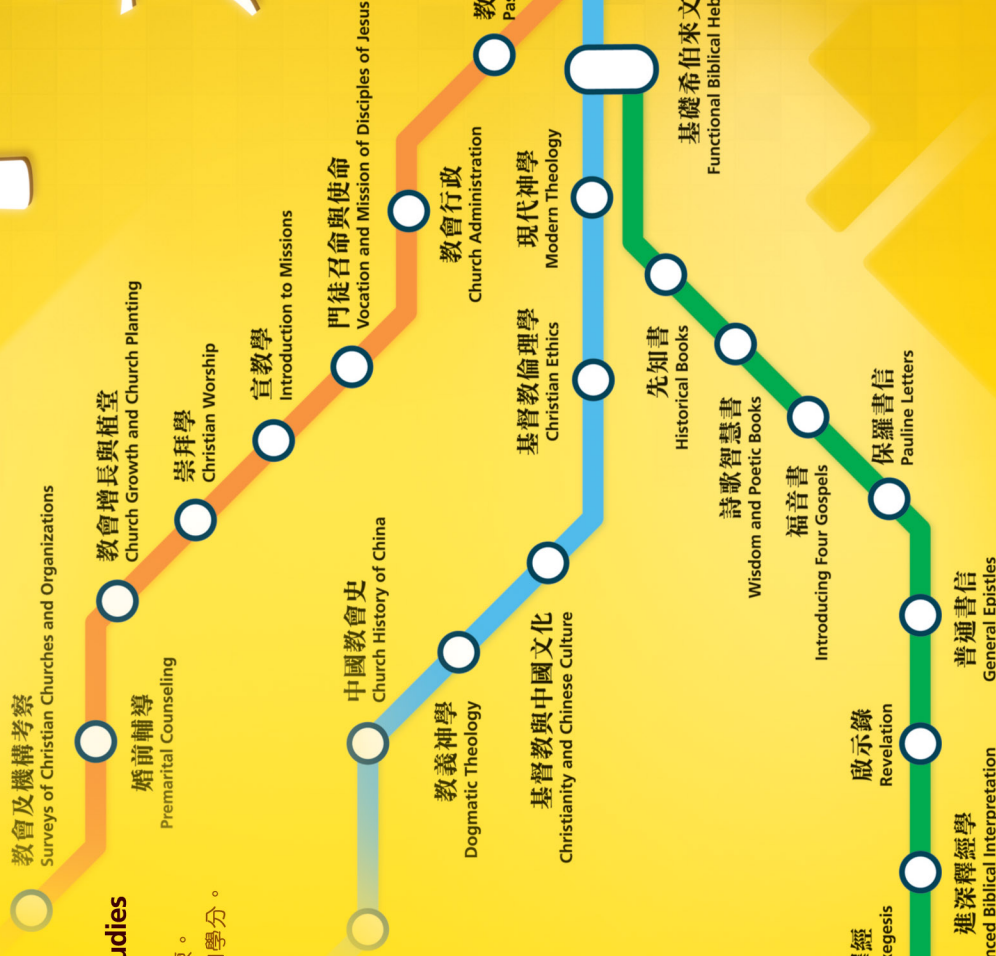 教會及機構考察
Surveys of Christian Churches and Organizations
教會增長與植堂
Church Growth and Church Planting
udies
婚前輔導
Premarital Counseling
崇拜學
Christian Worship
學分。
宣教學
Introduction to Missions
門徒召命與使命
Vocation and Mission of Disciples of Jesus
中國教會史
Church History of China
教會行政
Church Administration
教義神學
Dogmatic Theology
教
Pas
現代神學
Modern Theology
基督教倫理學
Christian Ethics
基督教與中國文化
Christianity and Chinese Culture
先知書
Historical Books
基礎希伯來文
Functional Biblical Heb
詩歌智慧書
Wisdom and Poetic Books
福音書
Introducing Four Gospels
保羅書信
Pauline Letters
啟示錄
Revelation
釋經
egesis
普通書信
General Epistles
進深釋經學
nced Biblical Interpretation